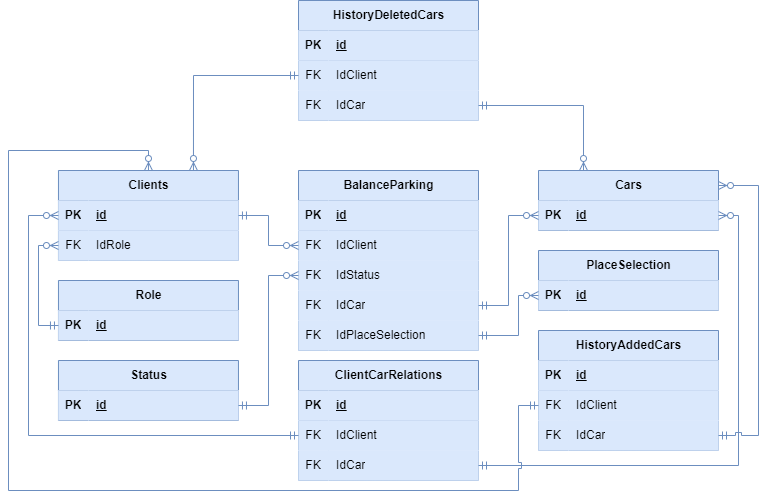 HistoryDeletedCars
PK id
FK IdClient
FK IdCar
Clients
PK id
FK IdRole
Role
PK id
Status
PK id
BalanceParking
PK id
FK IdClient
FK IdStatus
FK IdCar
FK IdPlaceSelection
ClientCarRelations
PK id
FK IdClient
FK IdCar
Cars
PK id
PlaceSelection
PK id
HistoryAddedCars
PK id
FK IdClient
FK IdCar